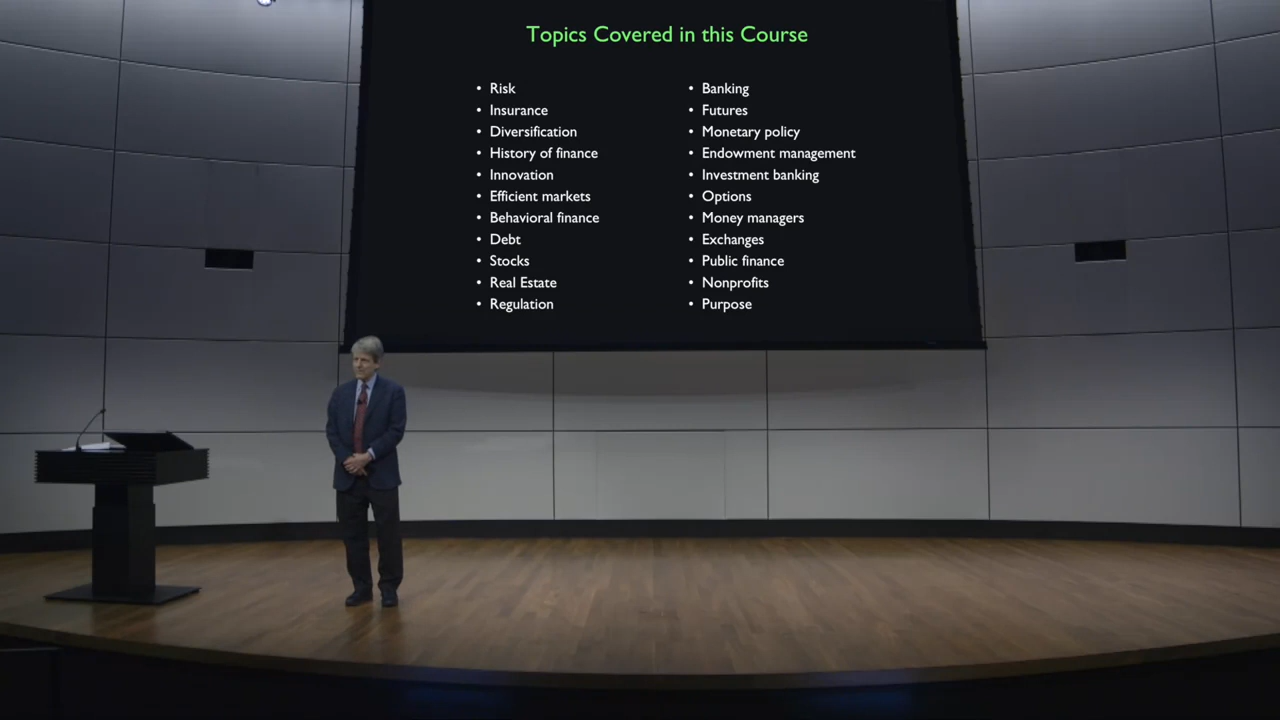 Topics Covered in this Course
• Risk
• Insurance
• Diversification
• History of finance
• Innovation
• Efficient markets
• Behavioral finance
• Debt
• Stocks
• Real Estate
• Regulation
• Banking
• Futures
• Monetary policy
• Endowment management
• Investment banking
• Options
• Money managers
• Exchanges
• Public finance
• Nonprofits
• Purpose